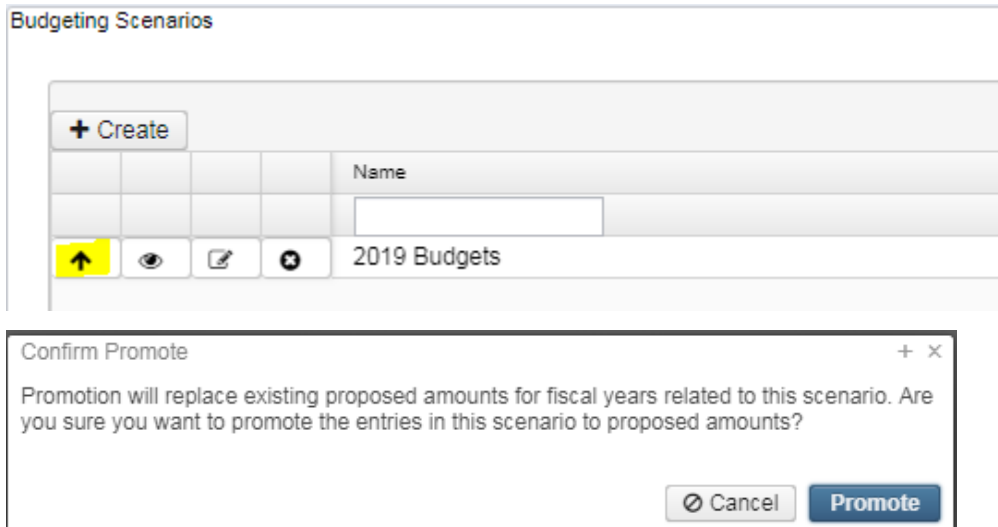 Budgeting Scenarios
Create
Name
2019 Budgets
Confirm Promote
Promotion will replace existing proposed amounts for fiscal years related to this scenario. Are
you sure you want to promote the entries in this scenario to proposed amounts?
Cancel Promote